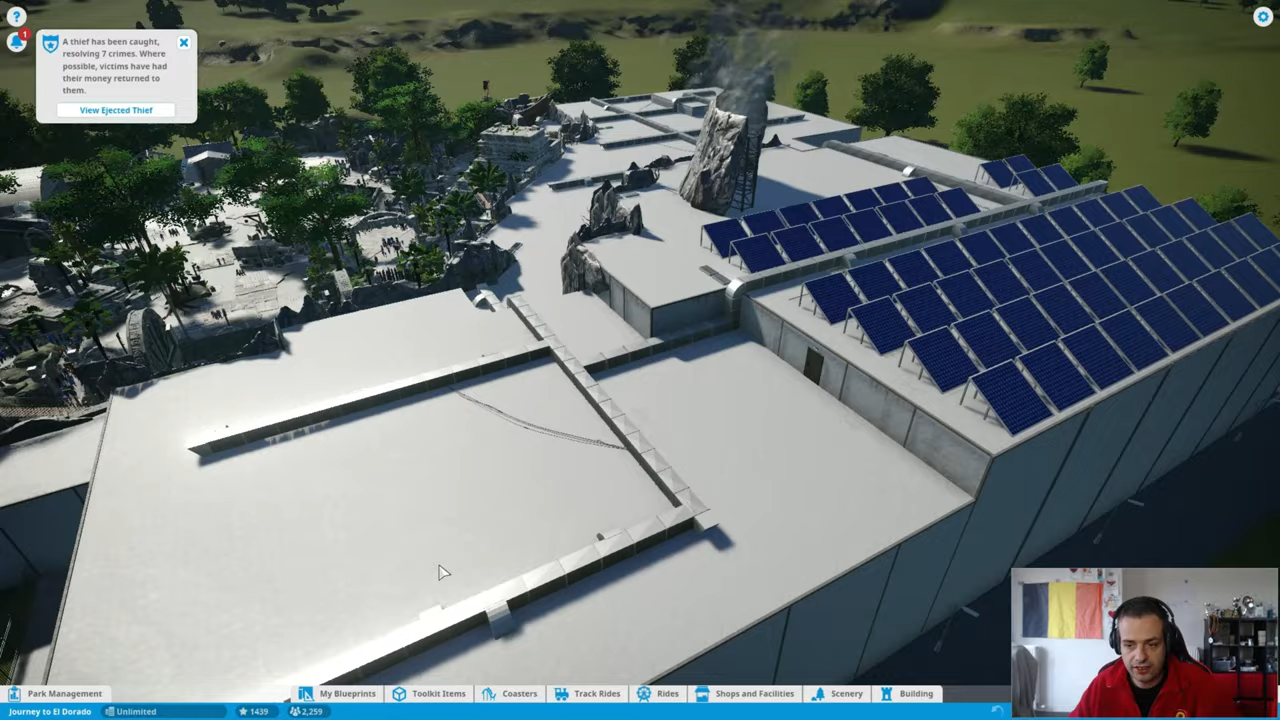 ?
1
A thief has been caught,
resolving 7 crimes. Where
possible, victims have had
their money returned to
them.
View Ejected Thief
Park Management
My Blueprints
Toolkit Items
Coasters
Track Rides
Rides
Shops and Facilities
Scenery
Building
Journey to El Dorado
Unlimited
1439
2,259